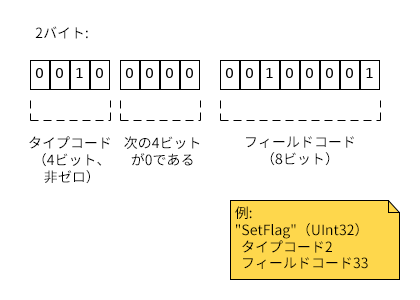 2バイト:
0 0 1 0 0 0 0 0 0 0 1 0 0 0 0 1
タイプコード 次の4ビット フィールドコード
（4ビット、 が0である （8ビット）
非ゼロ）
例:
"SetFlag"（UInt32）
タイプコード2
フィールドコード33